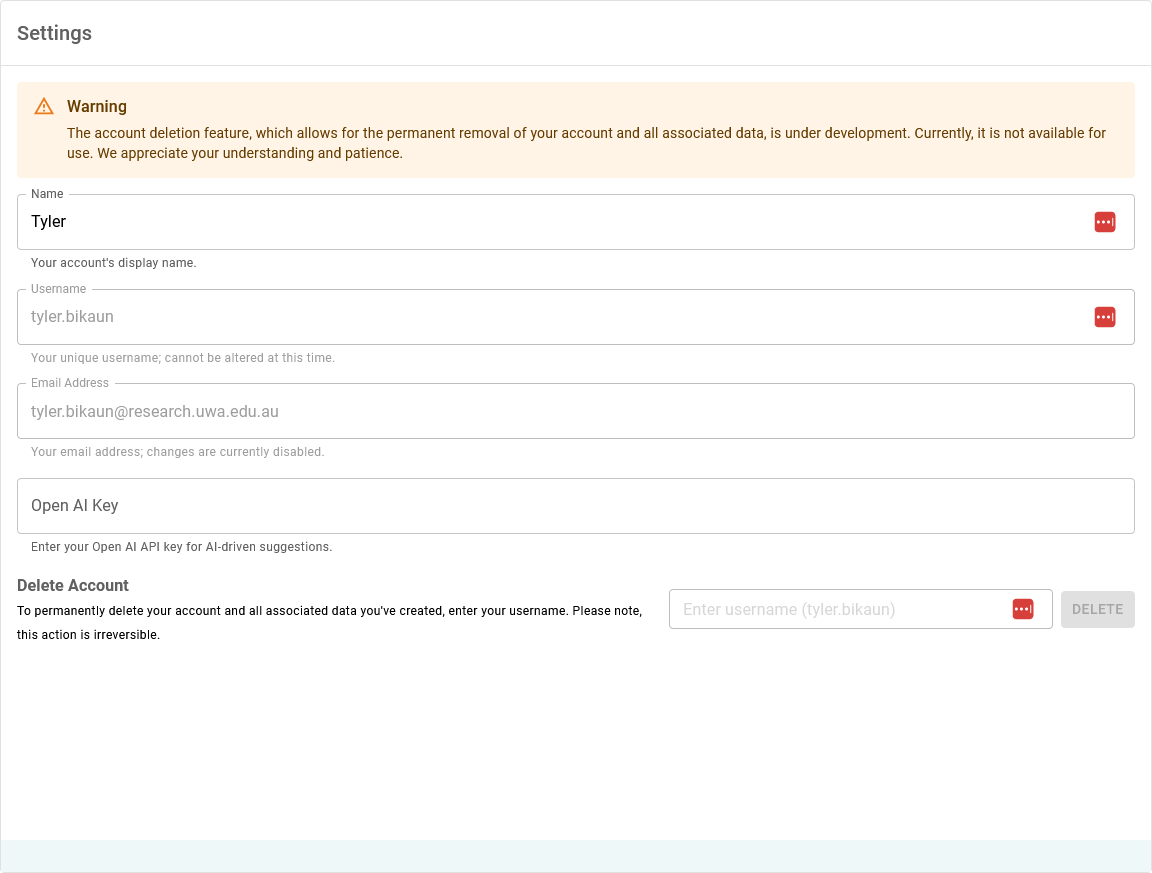 Settings
Warning
The account deletion feature, which allows for the permanent removal of your account and all associated data, is under development. Currently, it is not available for
use. We appreciate your understanding and patience.
Name
Tyler
Your account's display name.
Username
tyler.bikaun
Your unique username; cannot be altered at this time.
Email Address
tyler.bikaun@research.uwa.edu.au
Your email address; changes are currently disabled.
Open AI Key
Enter your Open AI API key for AI-driven suggestions.
Delete Account
To permanently delete your account and all associated data you've created, enter your username. Please note,
this action is irreversible.
Enter username (tyler.bikaun)
DELETE